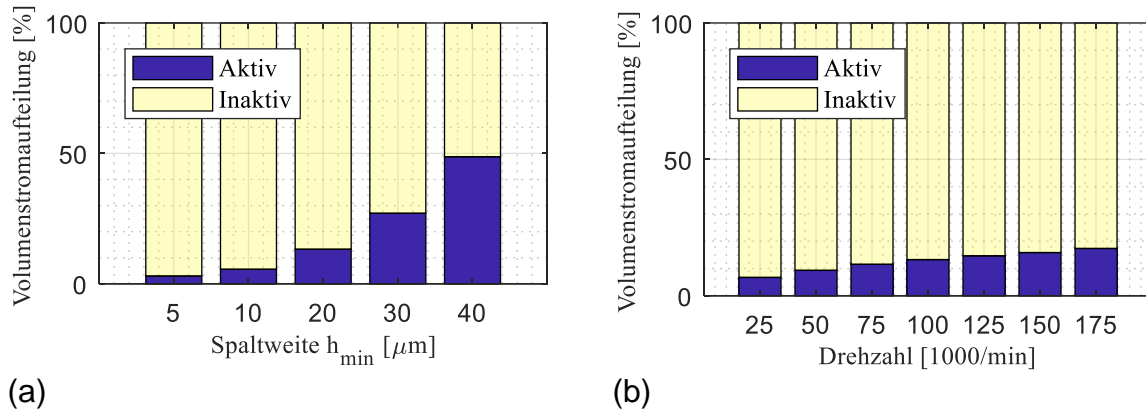 Volumenstromaufteilung [%]
100
50
0
Aktiv
Inaktiv
5 10 20 30 40
Spaltweite h_min [μm]
(a)
Volumenstromaufteilung [%]
100
50
0
Aktiv
Inaktiv
25 50 75 100 125 150 175
Drehzahl [1000/min]
(b)